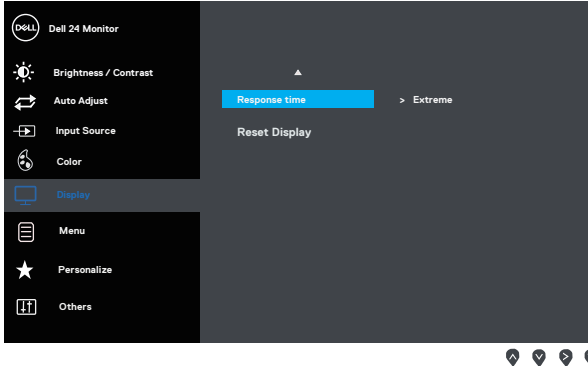 DELL Dell 24 Monitor
Brightness / Contrast
Auto Adjust
Response time > Extreme
Input Source
Reset Display
Color
Display
Menu
Personalize
Others